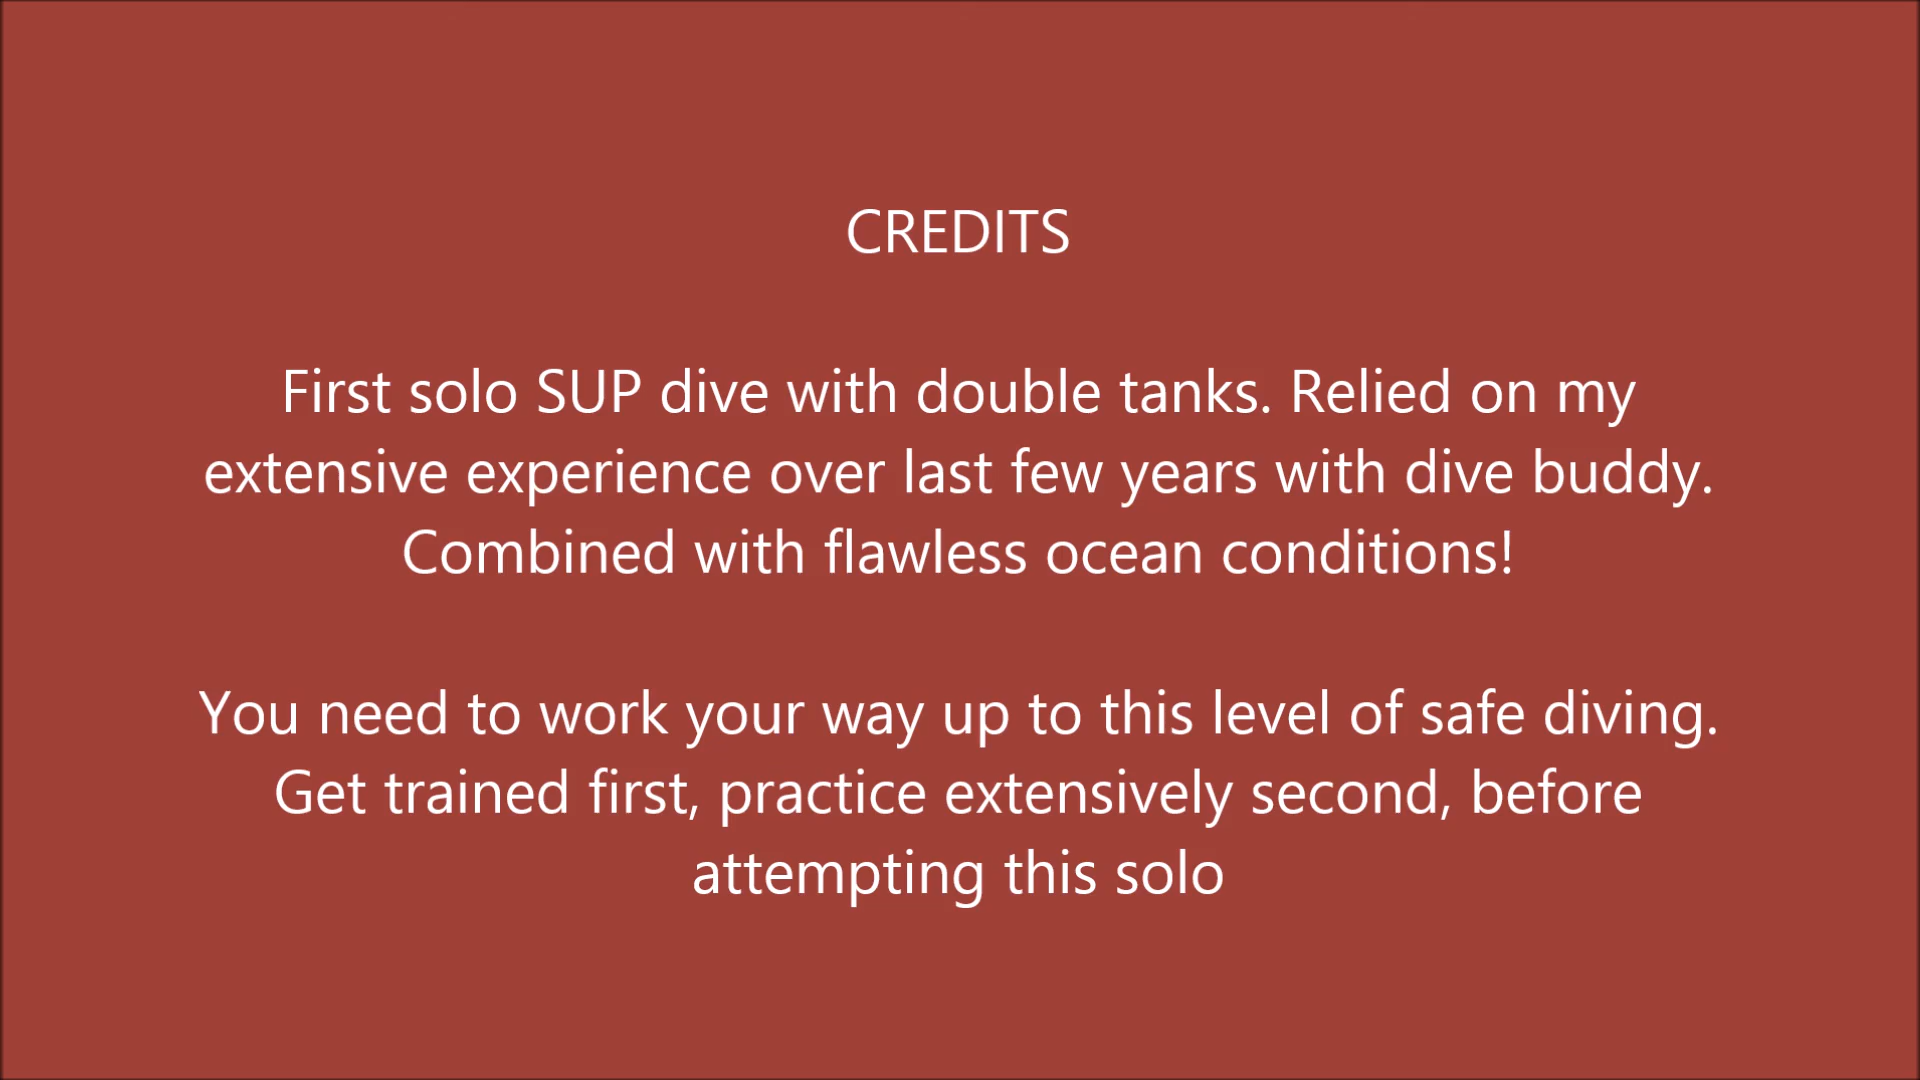 CREDITS
First solo SUP dive with double tanks. Relied on my
extensive experience over last few years with dive buddy.
Combined with flawless ocean conditions!
You need to work your way up to this level of safe diving.
Get trained first, practice extensively second, before
attempting this solo